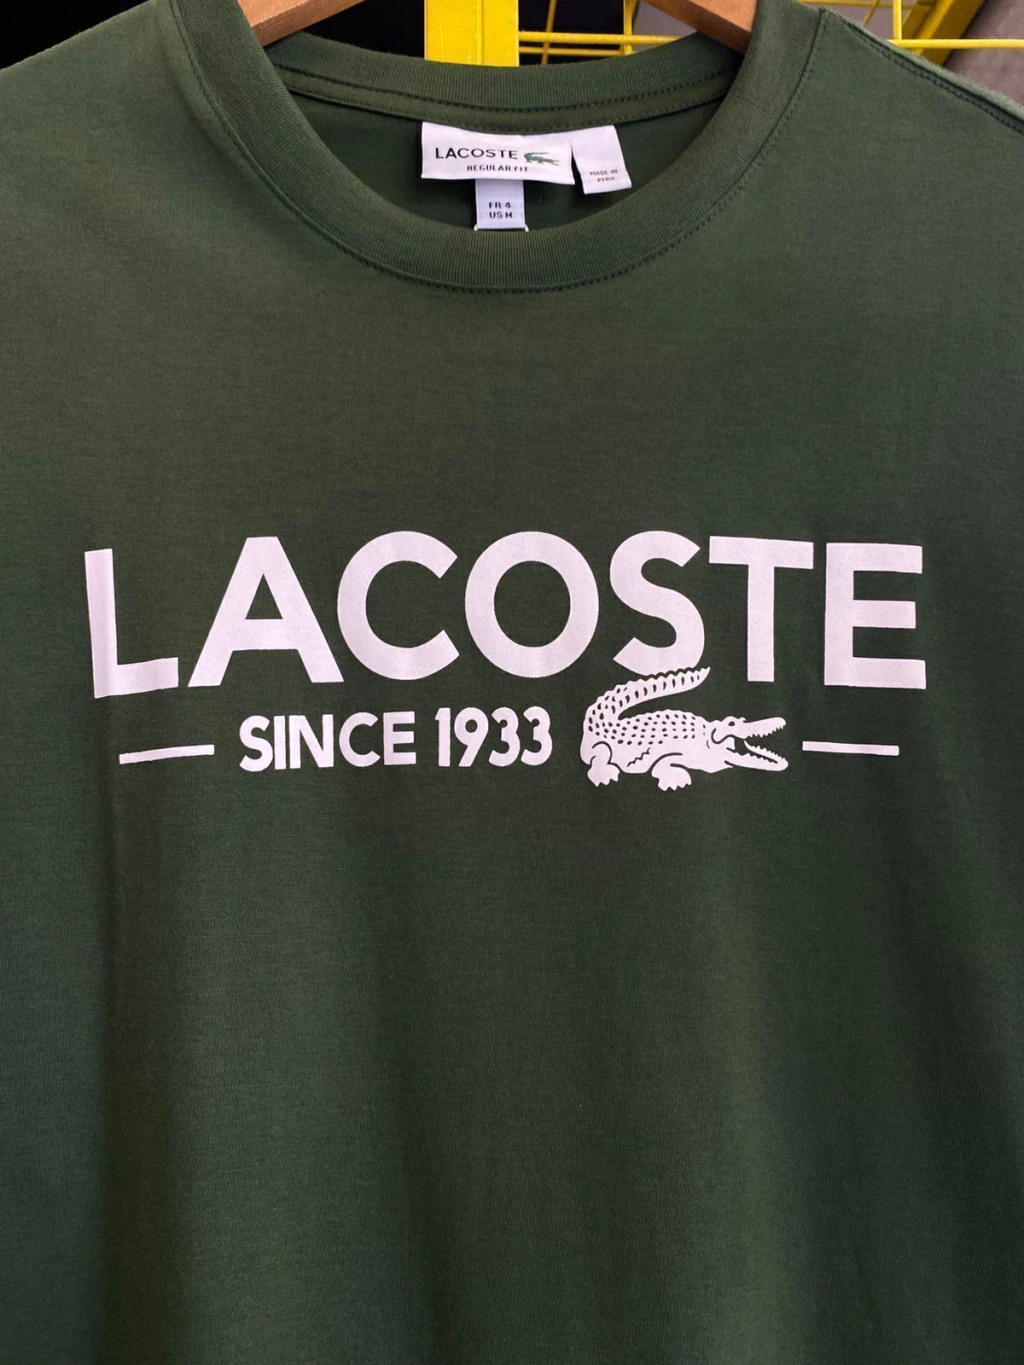 LACOSTE
REGULAR FIT
MADE IN
PERU
FR 4
US M
LACOSTE
SINCE 1933